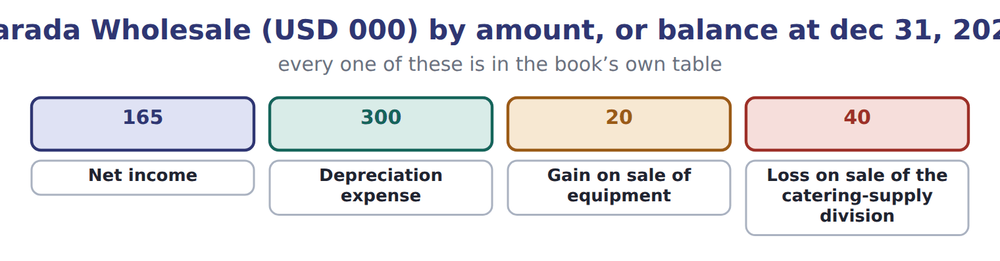 Wholesale (USD 000) by amount, or balance at dec 31,
every one of these is in the book’s own table
165
300
20
40
Net income
Depreciation
expense
Gain on sale of
equipment
Loss on sale of the
catering-supply
division